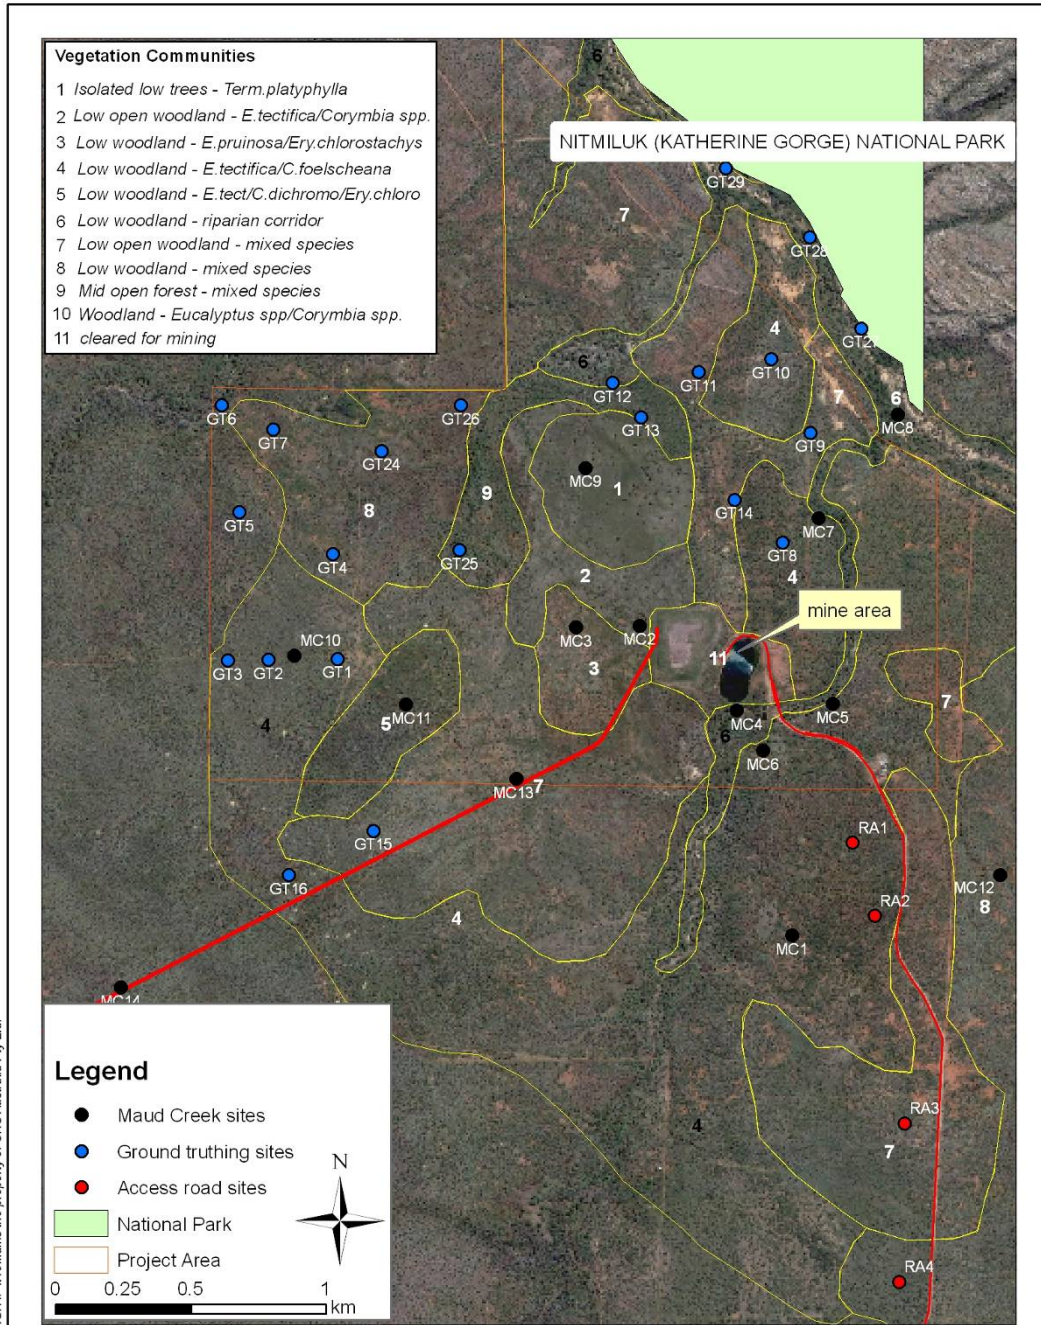 Vegetation Communities
1 Isolated low trees - Term.platyphylla
2 Low open woodland - E.tectifica/Corymbia spp.
3 Low woodland - E.pruinosa/Ery.chlorostachys
4 Low woodland - E.tectifica/C.foelscheana
5 Low woodland - E.tect/C.dichromo/Ery.chloro
6 Low woodland - riparian corridor
7 Low open woodland - mixed species
8 Low woodland - mixed species
9 Mid open forest - mixed species
10 Woodland - Eucalyptus spp/Corymbia spp.
11 cleared for mining
6
NITMILUK (KATHERINE GORGE) NATIONAL PARK
GT29
7
GT28
4
GT27
6
GT11
GT10
GT12
7
6
GT6
GT26
GT13
MC8
GT7
GT9
GT24
MC9
9
1
GT14
GT5
8
MC7
GT8
GT4
GT25
2
4
mine area
MC3
MC2
MC10
11
GT3
GT2
GT1
3
7
5
MC11
MC4
MC5
4
6
MC6
MC13
7
GT15
RA1
GT16
MC12
8
RA2
4
MC1
MC14
Legend
Maud Creek sites
Ground truthing sites
Access road sites
National Park
Project Area
N
0 0.25 0.5 1
km
RA3
4
7
RA4